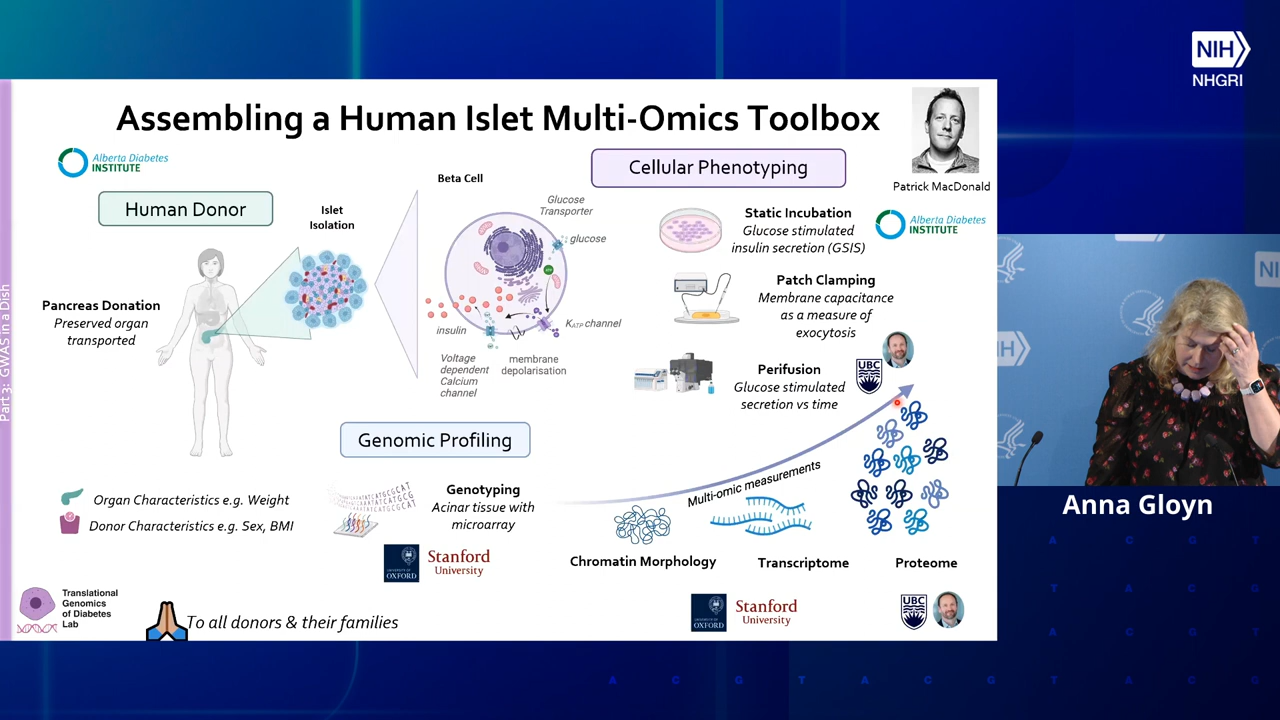 NIH
NHGRI
Assembling a Human Islet Multi-Omics Toolbox
Patrick MacDonald
Alberta Diabetes
INSTITUTE
Human Donor
Islet
Isolation
Pancreas Donation
Preserved organ
transported
Beta Cell
Glucose
Transporter
glucose
insulin
KATP channel
Voltage
dependent
Calcium
channel
membrane
depolarisation
Cellular Phenotyping
Static Incubation
Glucose stimulated
insulin secretion (GSIS)
Alberta Diabetes
INSTITUTE
Patch Clamping
Membrane capacitance
as a measure of
exocytosis
Perifusion
Glucose stimulated
secretion vs time
UBC
Part 3: GWAS in a Dish
Genomic Profiling
Organ Characteristics e.g. Weight
Donor Characteristics e.g. Sex, BMI
Genotyping
Acinar tissue with
microarray
UNIVERSITY OF
OXFORD
Stanford
University
Multi-omic measurements
Chromatin Morphology
Transcriptome
Proteome
UNIVERSITY OF
OXFORD
Stanford
University
UBC
Translational
Genomics
of Diabetes
Lab
To all donors & their families
Anna Gloyn
A C G T
A C G T A C G T A C G T